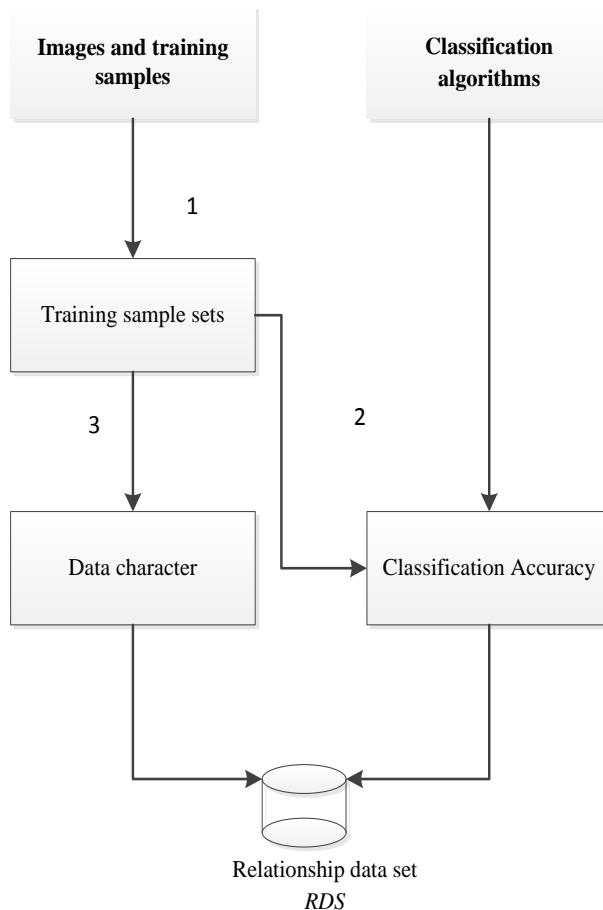 Images and training
samples
Classification
algorithms
1
Training sample sets
3
2
Data character
Classification Accuracy
Relationship data set
RDS